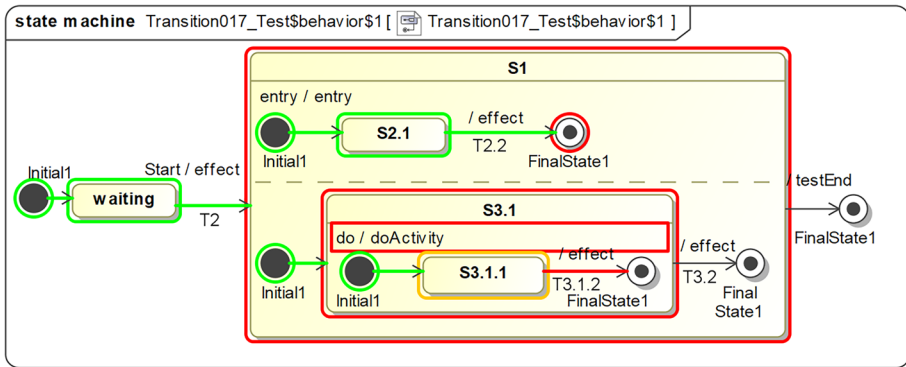 state machine Transition017_Test$behavior$1 [ Transition017_Test$behavior$1 ]
S1
entry / entry
S2.1
/ effect
T2.2
Initial1
FinalState1
Initial1
waiting
Start / effect
T2
S3.1
do / doActivity
S3.1.1
/ effect
T3.1.2
Initial1
Initial1
FinalState1
/ effect
T3.2
Final
State1
/ testEnd
FinalState1